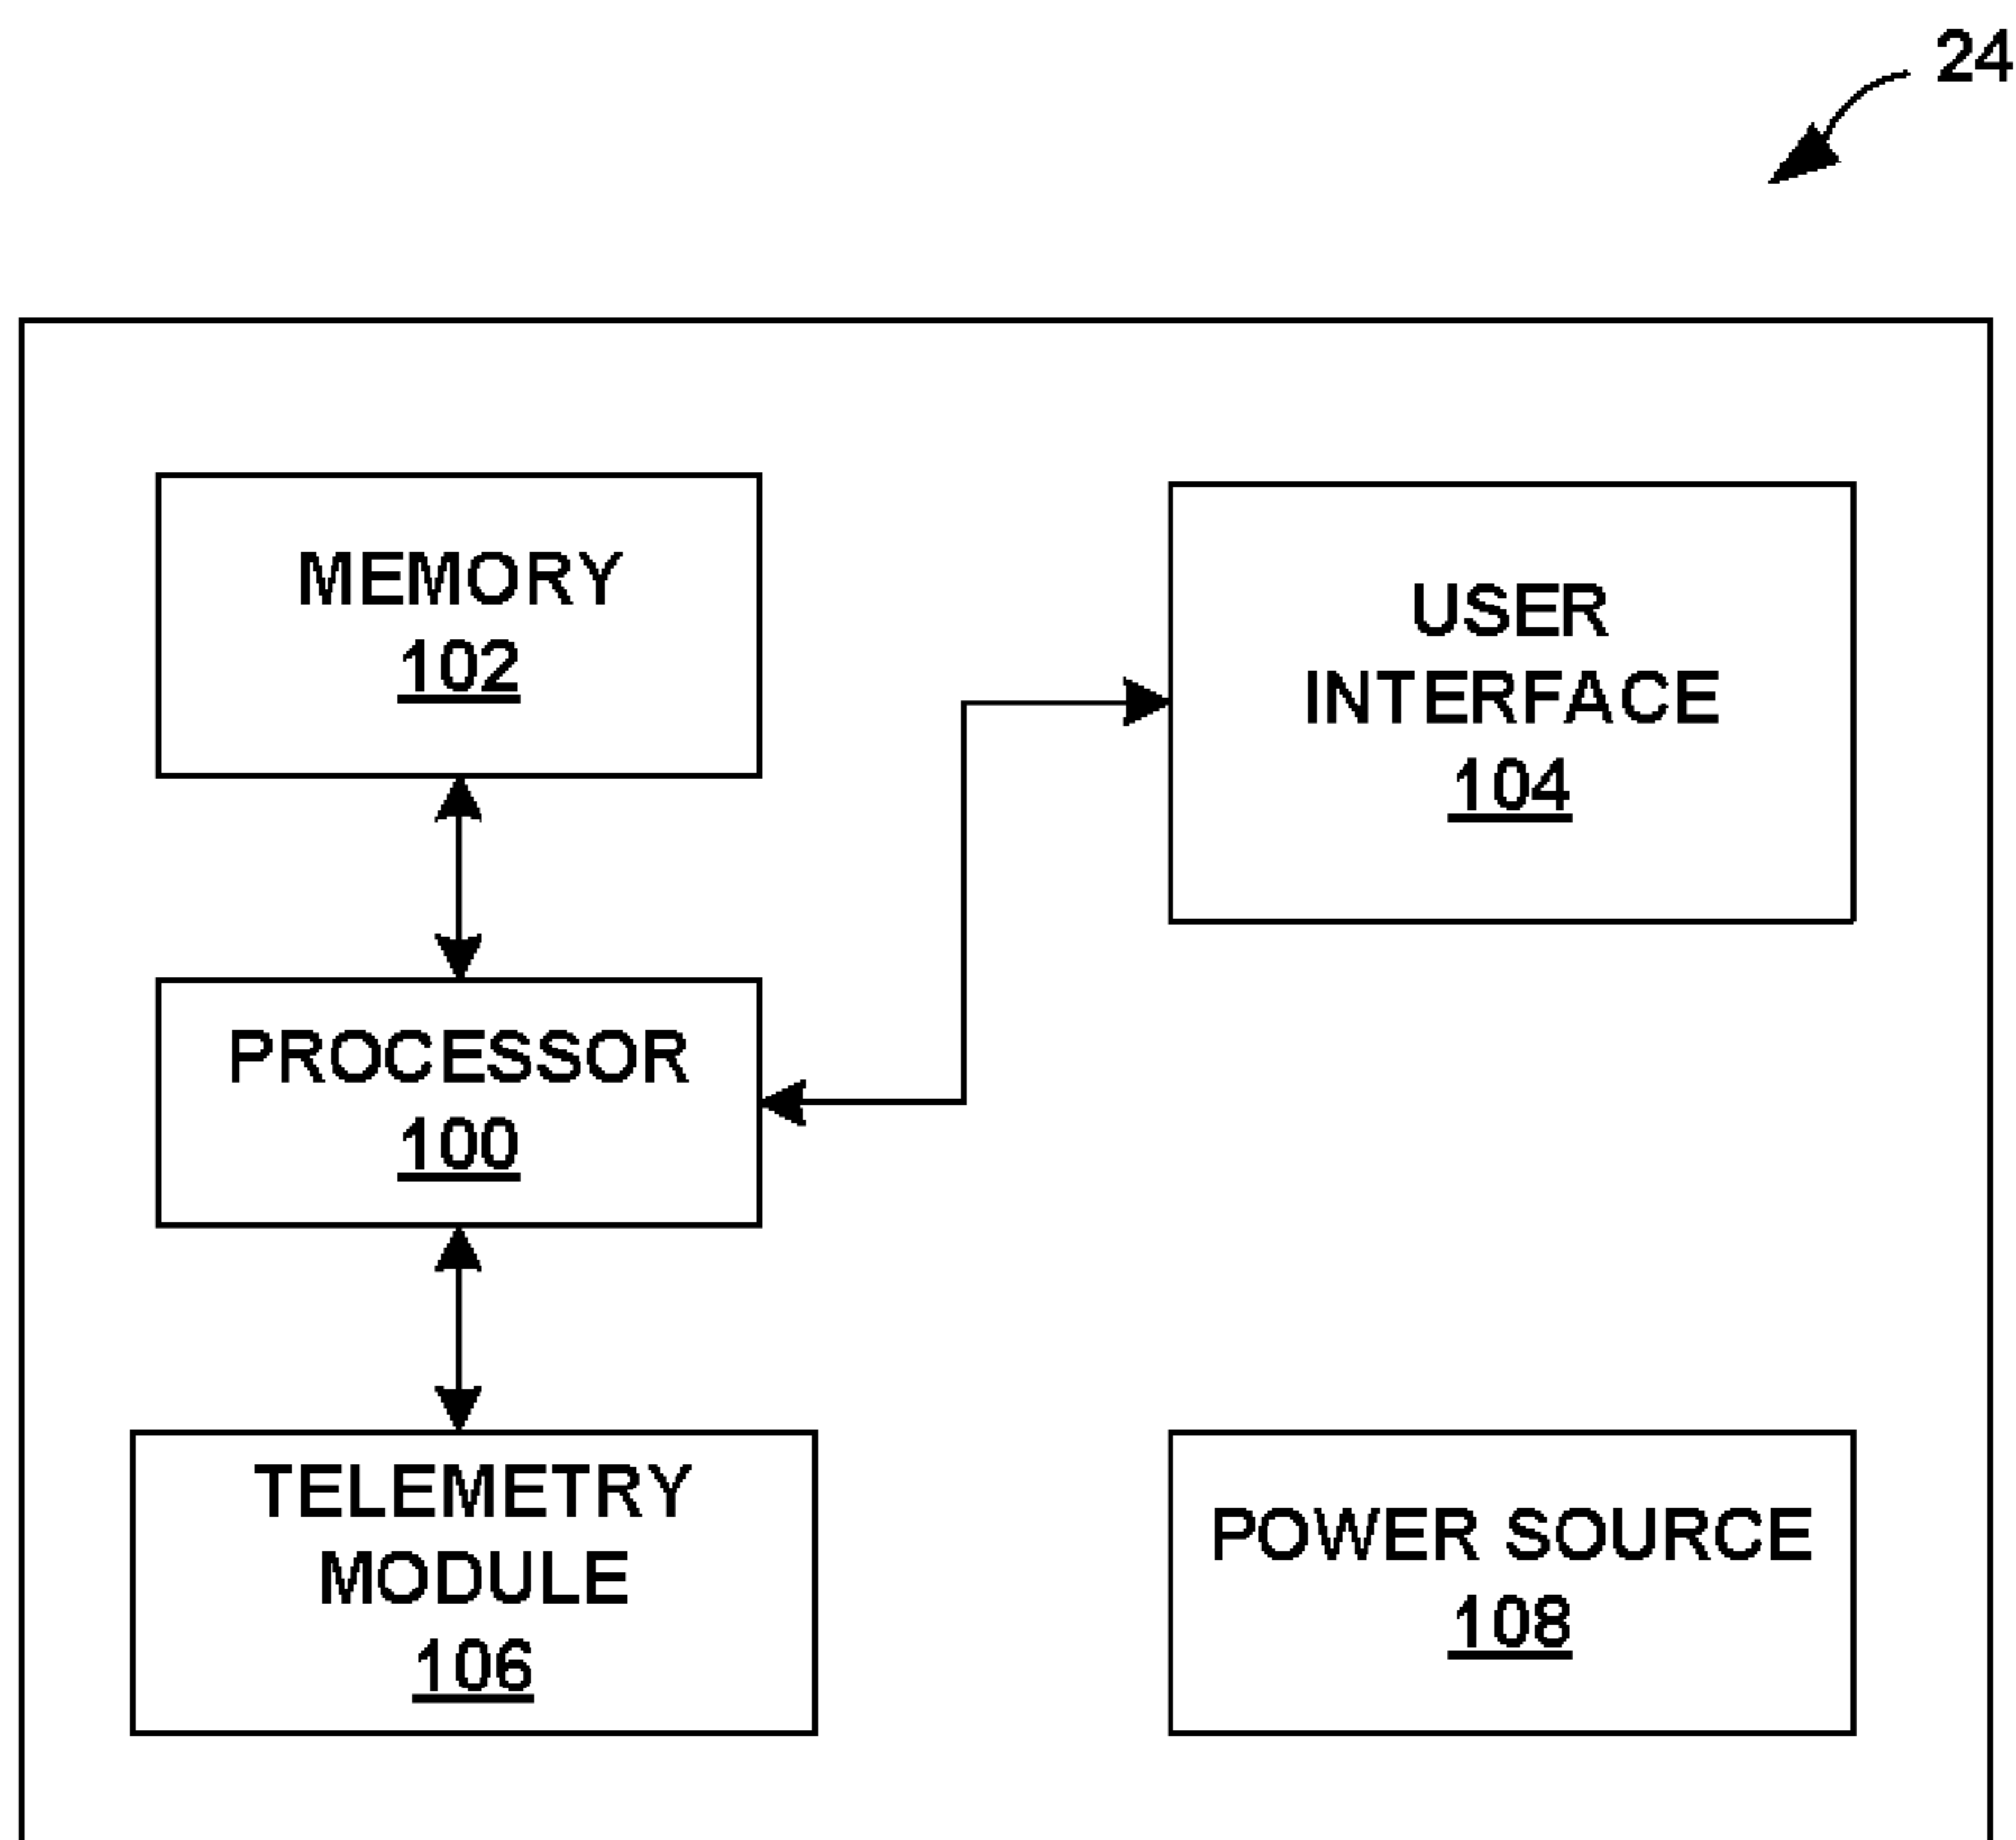 24
MEMORY
102
USER
INTERFACE
104
PROCESSOR
100
TELEMETRY
MODULE
106
POWER SOURCE
108